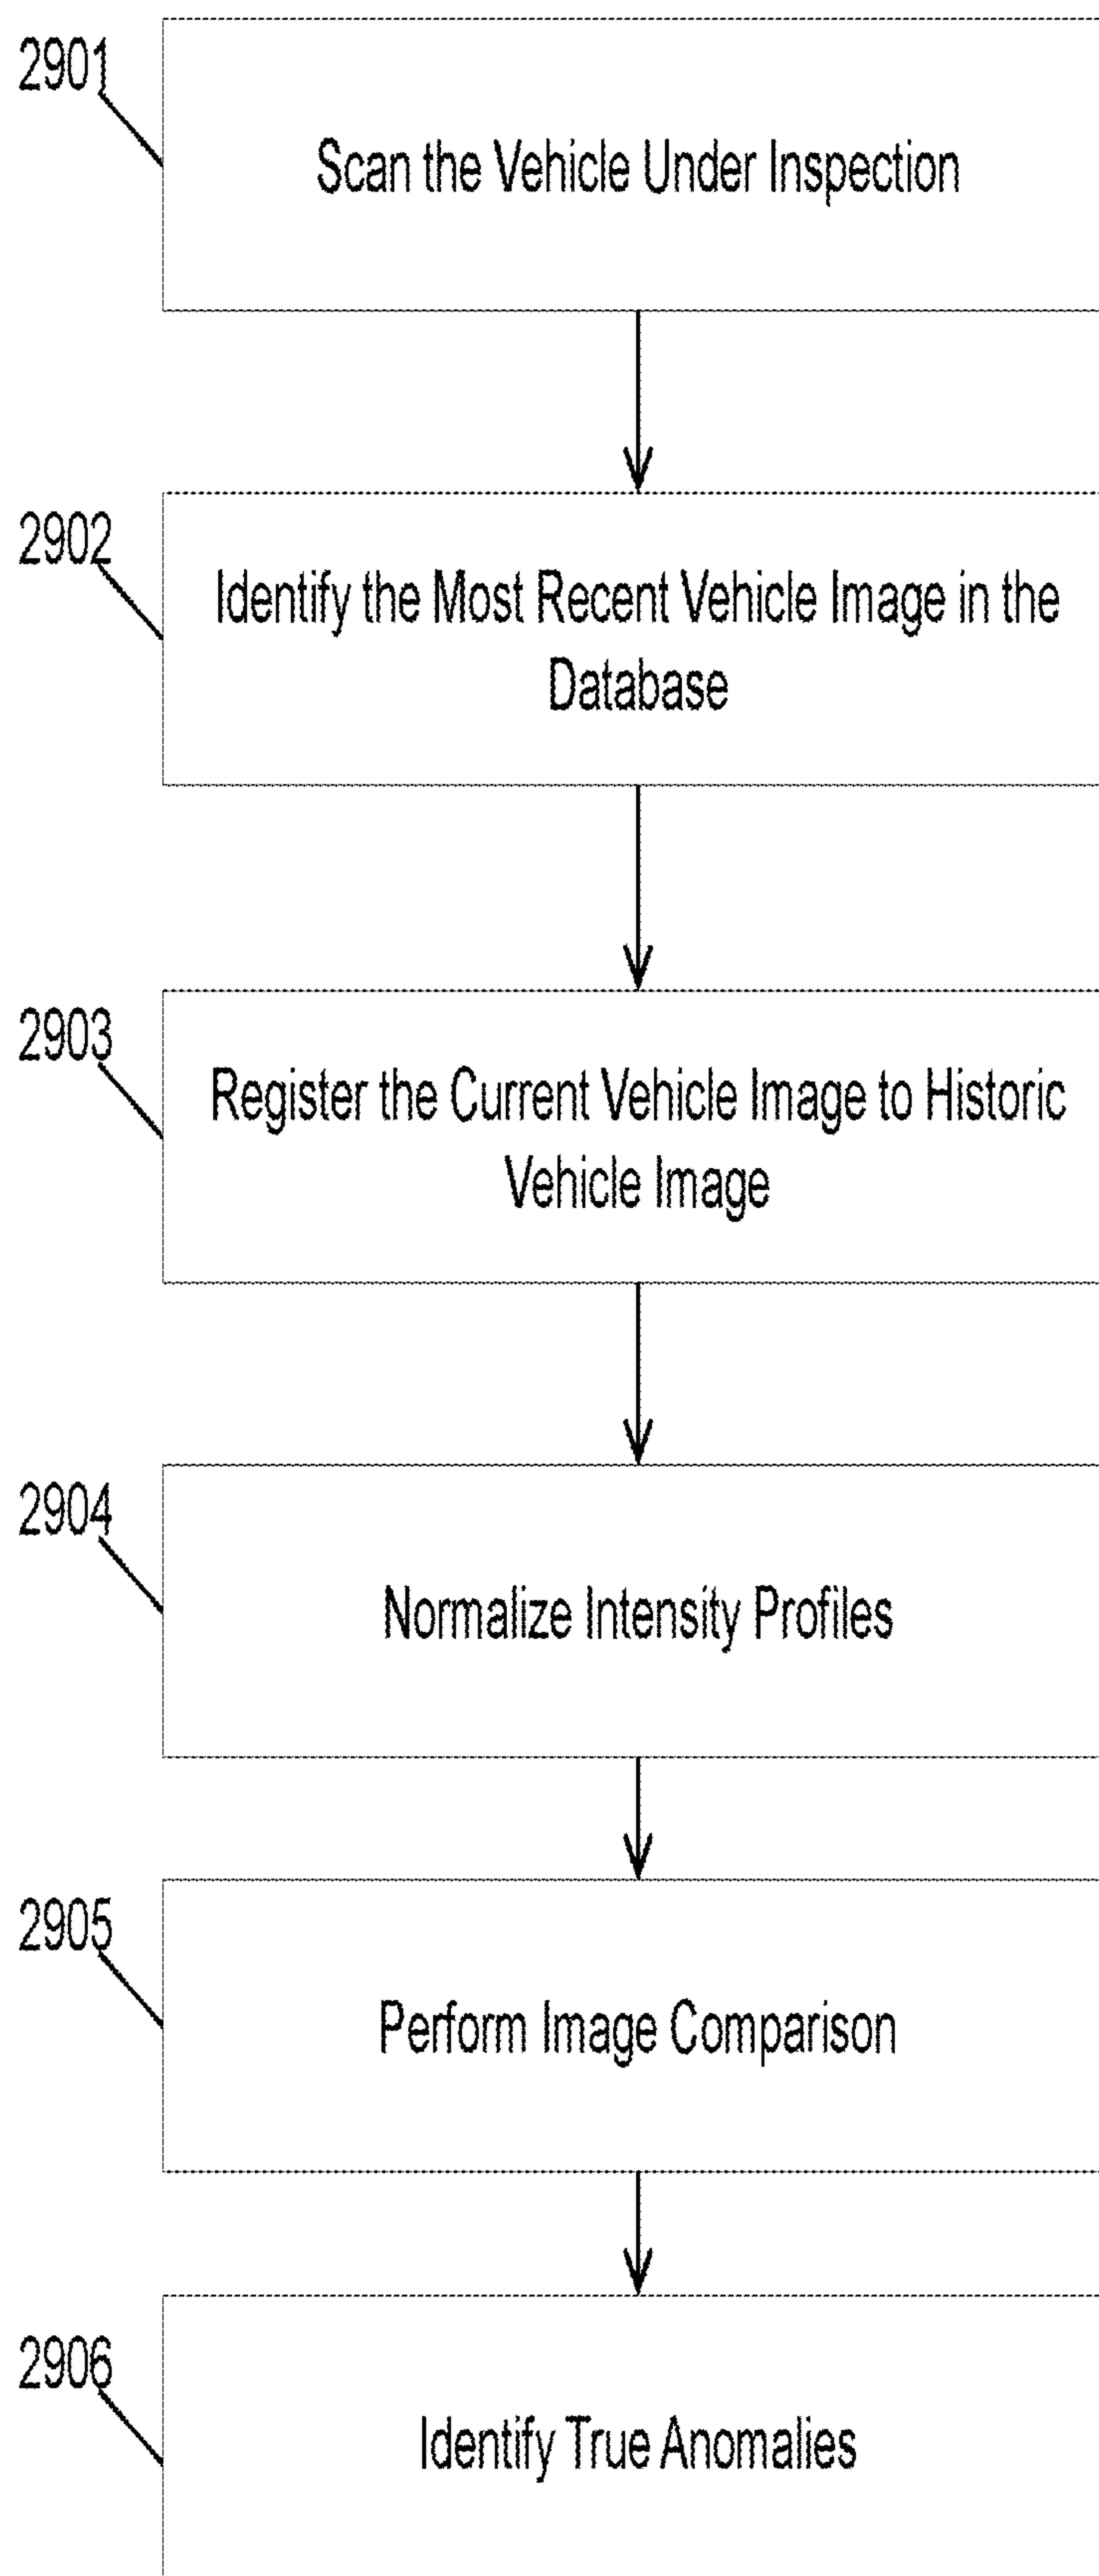 2901
Scan the Vehicle Under Inspection
2902
Identify the Most Recent Vehicle Image in the
Database
2903
Register the Current Vehicle Image to Historic
Vehicle Image
2904
Normalize Intensity Profiles
2905
Perform Image Comparison
2906
Identify True Anomalies